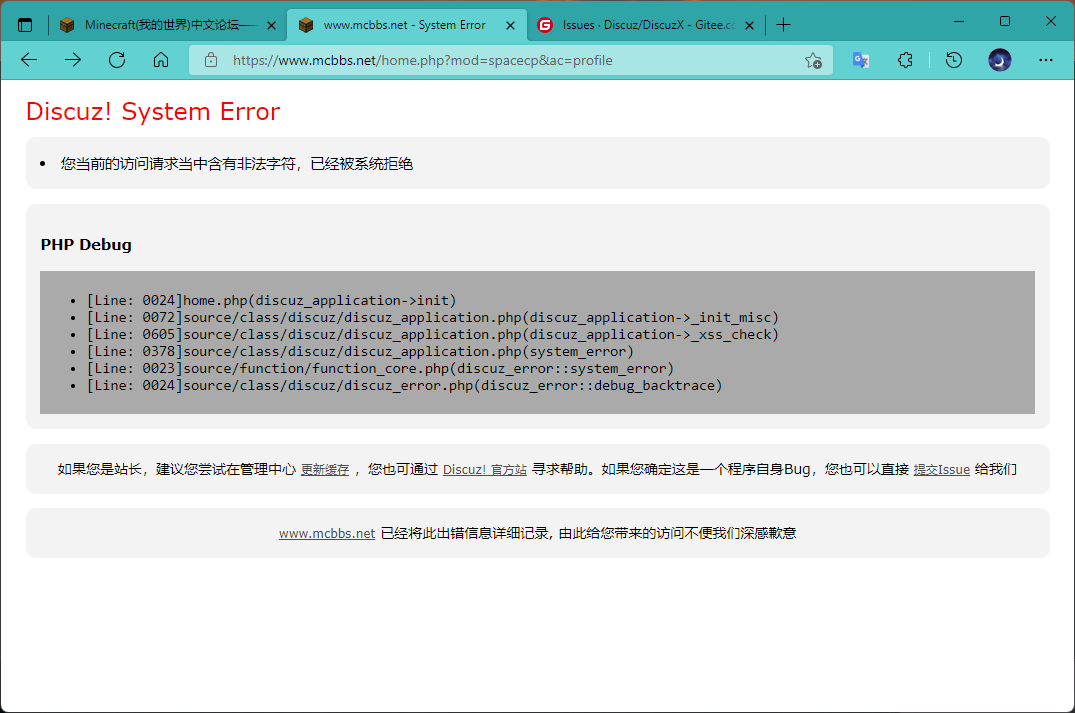 Minecraft(我的世界)中文论坛——
www.mcbbs.net - System Error
Issues · Discuz/DiscuzX - Gitee.co
https://www.mcbbs.net/home.php?mod=spacecp&ac=profile
Discuz! System Error
您当前的访问请求当中含有非法字符，已经被系统拒绝
PHP Debug
[Line: 0024]home.php(discuz_application->init)
[Line: 0072]source/class/discuz/discuz_application.php(discuz_application->_init_misc)
[Line: 0605]source/class/discuz/discuz_application.php(discuz_application->_xss_check)
[Line: 0378]source/class/discuz/discuz_application.php(system_error)
[Line: 0023]source/function/function_core.php(discuz_error::system_error)
[Line: 0024]source/class/discuz/discuz_error.php(discuz_error::debug_backtrace)
如果您是站长，建议您尝试在管理中心 更新缓存 ，您也可通过 Discuz! 官方站 寻求帮助。如果您确定这是一个程序自身Bug，您也可以直接 提交Issue 给我们
www.mcbbs.net 已经将此出错信息详细记录, 由此给您带来的访问不便我们深感歉意